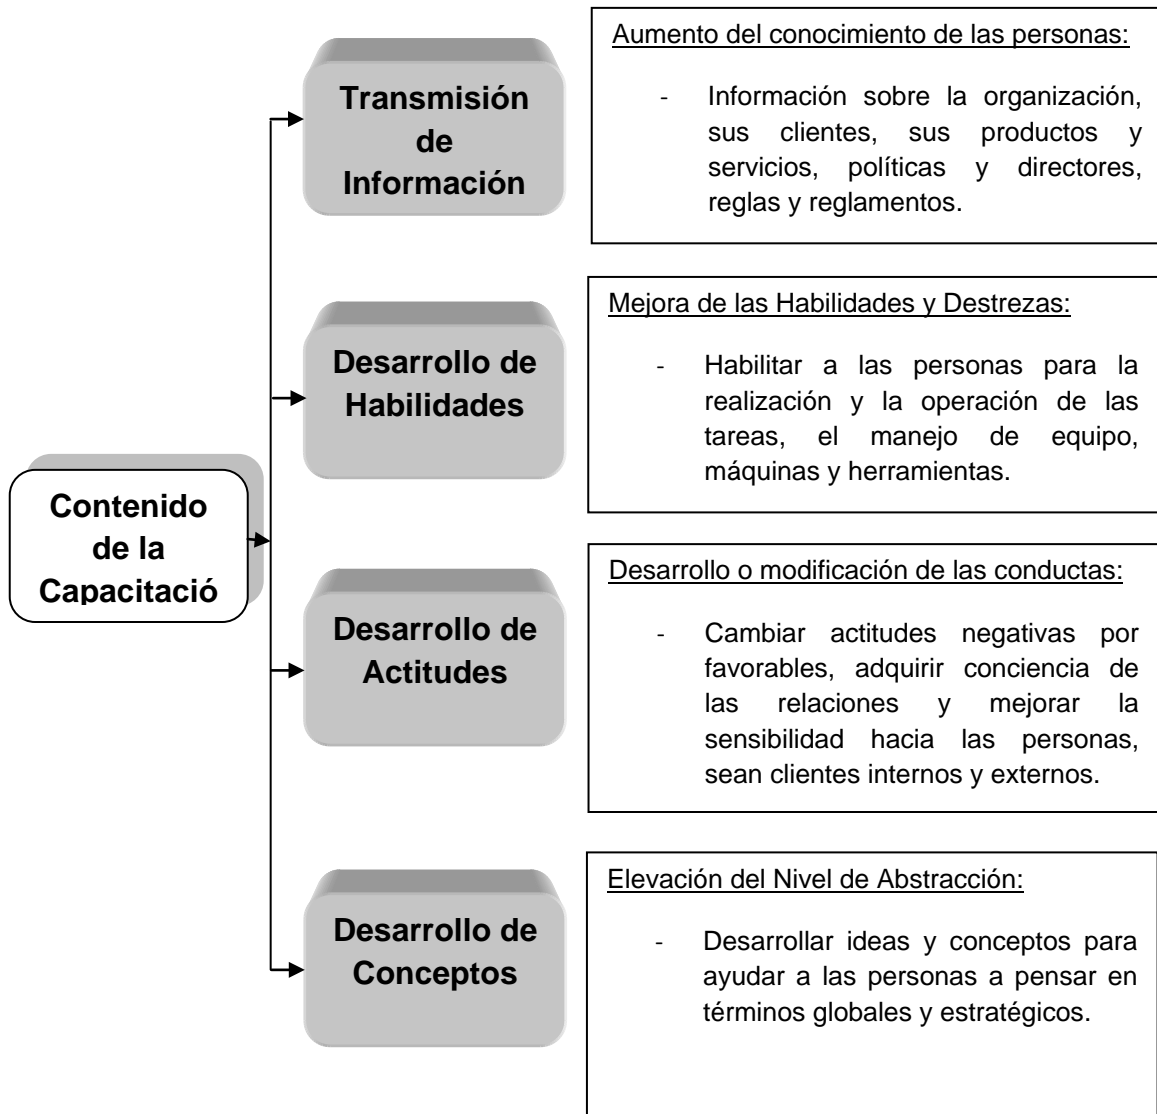 Contenido
de la
Capacitació
Transmisión
de
Información
Aumento del conocimiento de las personas:
- Información sobre la organización,
sus clientes, sus productos y
servicios, políticas y directores,
reglas y reglamentos.
Desarrollo de
Habilidades
Mejora de las Habilidades y Destrezas:
- Habilitar a las personas para la
realización y la operación de las
tareas, el manejo de equipo,
máquinas y herramientas.
Desarrollo de
Actitudes
Desarrollo o modificación de las conductas:
- Cambiar actitudes negativas por
favorables, adquirir conciencia de
las relaciones y mejorar la
sensibilidad hacia las personas,
sean clientes internos y externos.
Desarrollo de
Conceptos
Elevación del Nivel de Abstracción:
- Desarrollar ideas y conceptos para
ayudar a las personas a pensar en
términos globales y estratégicos.